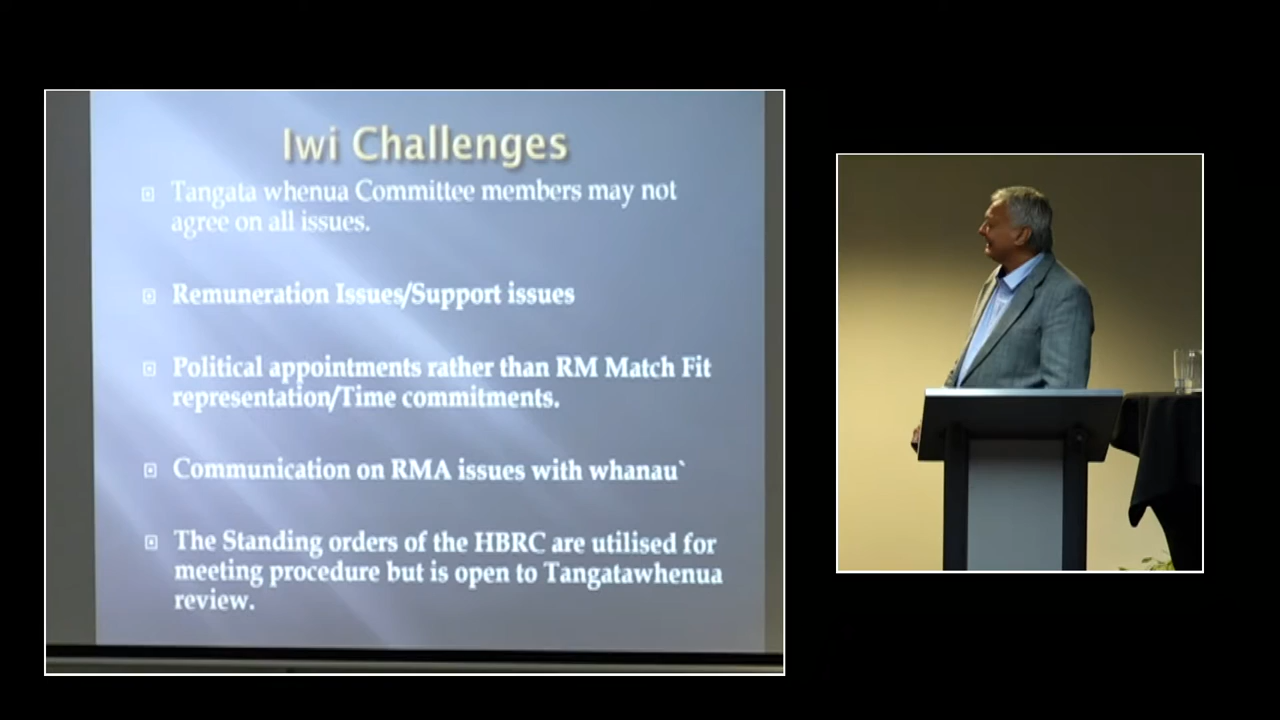 Iwi Challenges
Tangata whenua Committee members may not
agree on all issues.
Remuneration Issues/Support issues
Political appointments rather than RM Match Fit
representation/Time commitments.
Communication on RMA issues with whanau`
The Standing orders of the HBRC are utilised for
meeting procedure but is open to Tangatawhenua
review.